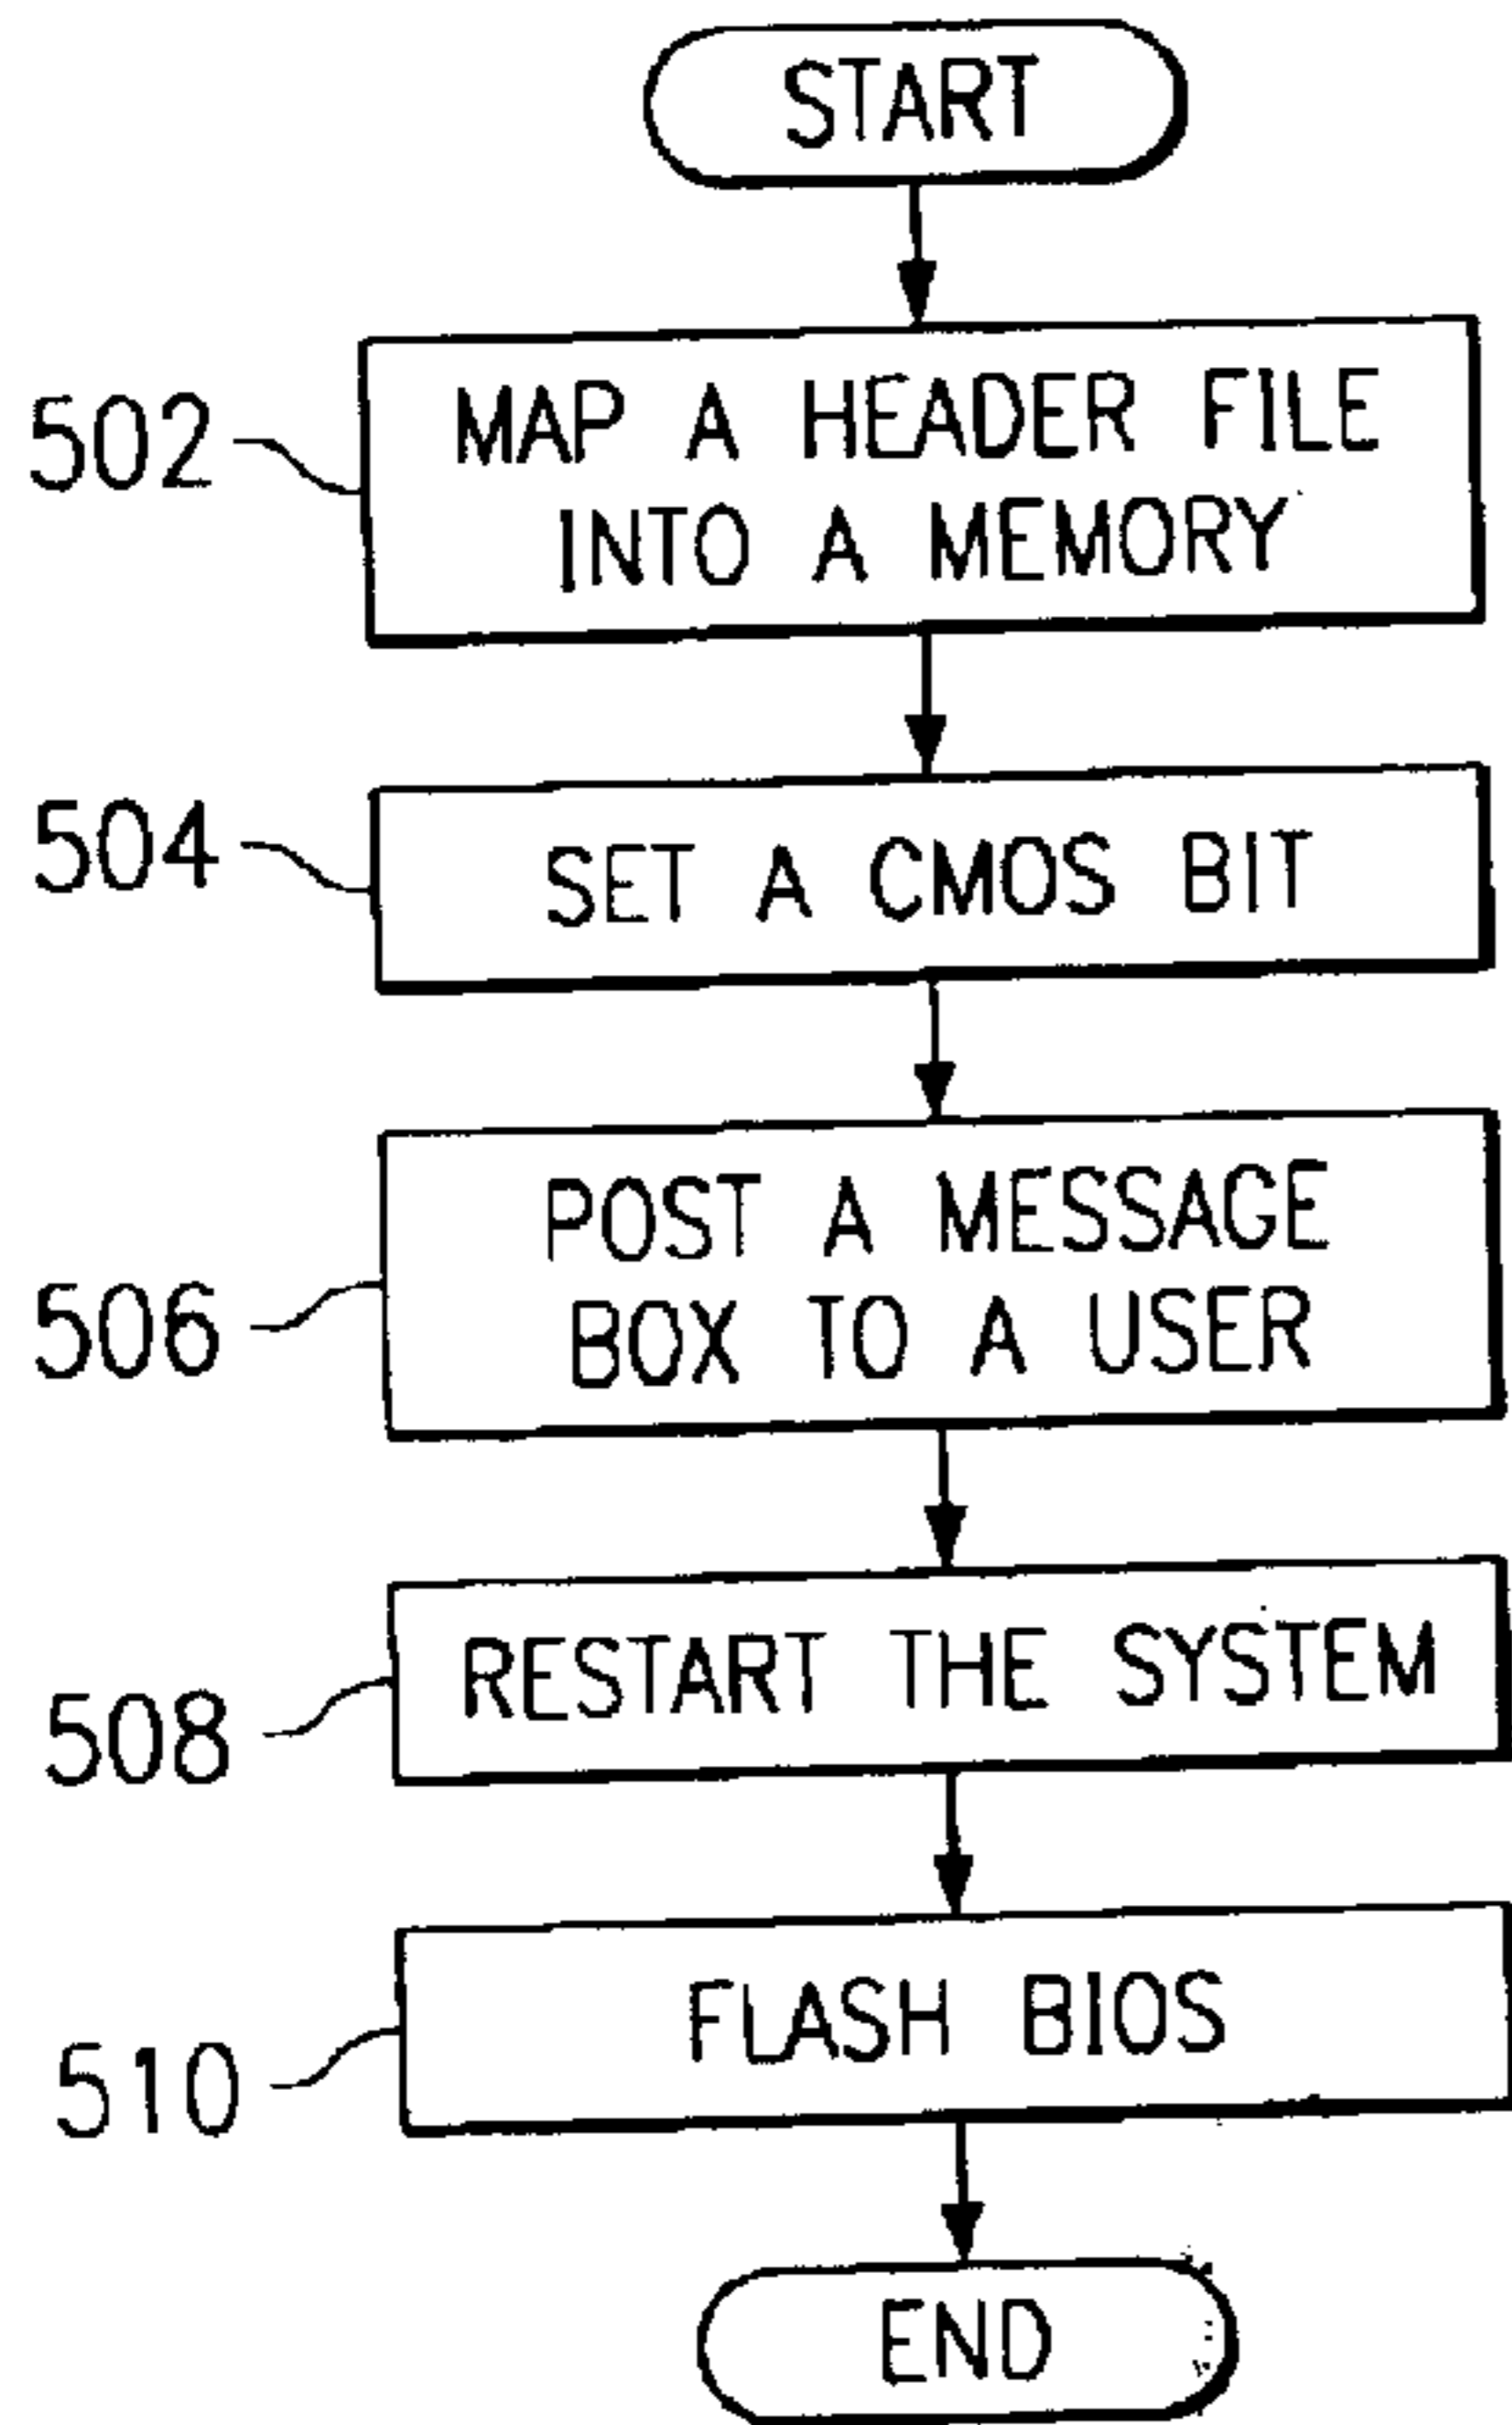 START
502
MAP A HEADER FILE
INTO A MEMORY
504
SET A CMOS BIT
506
POST A MESSAGE
BOX TO A USER
508
RESTART THE SYSTEM
510
FLASH BIOS
END